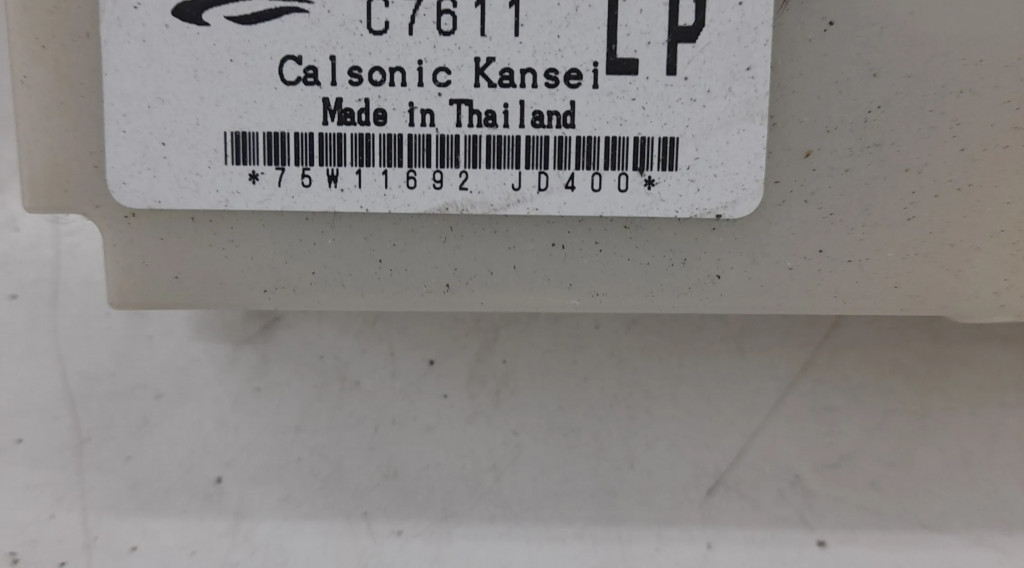 C7611
LP
Calsonic Kansei
Made in Thailand
*75W11692 JD400*